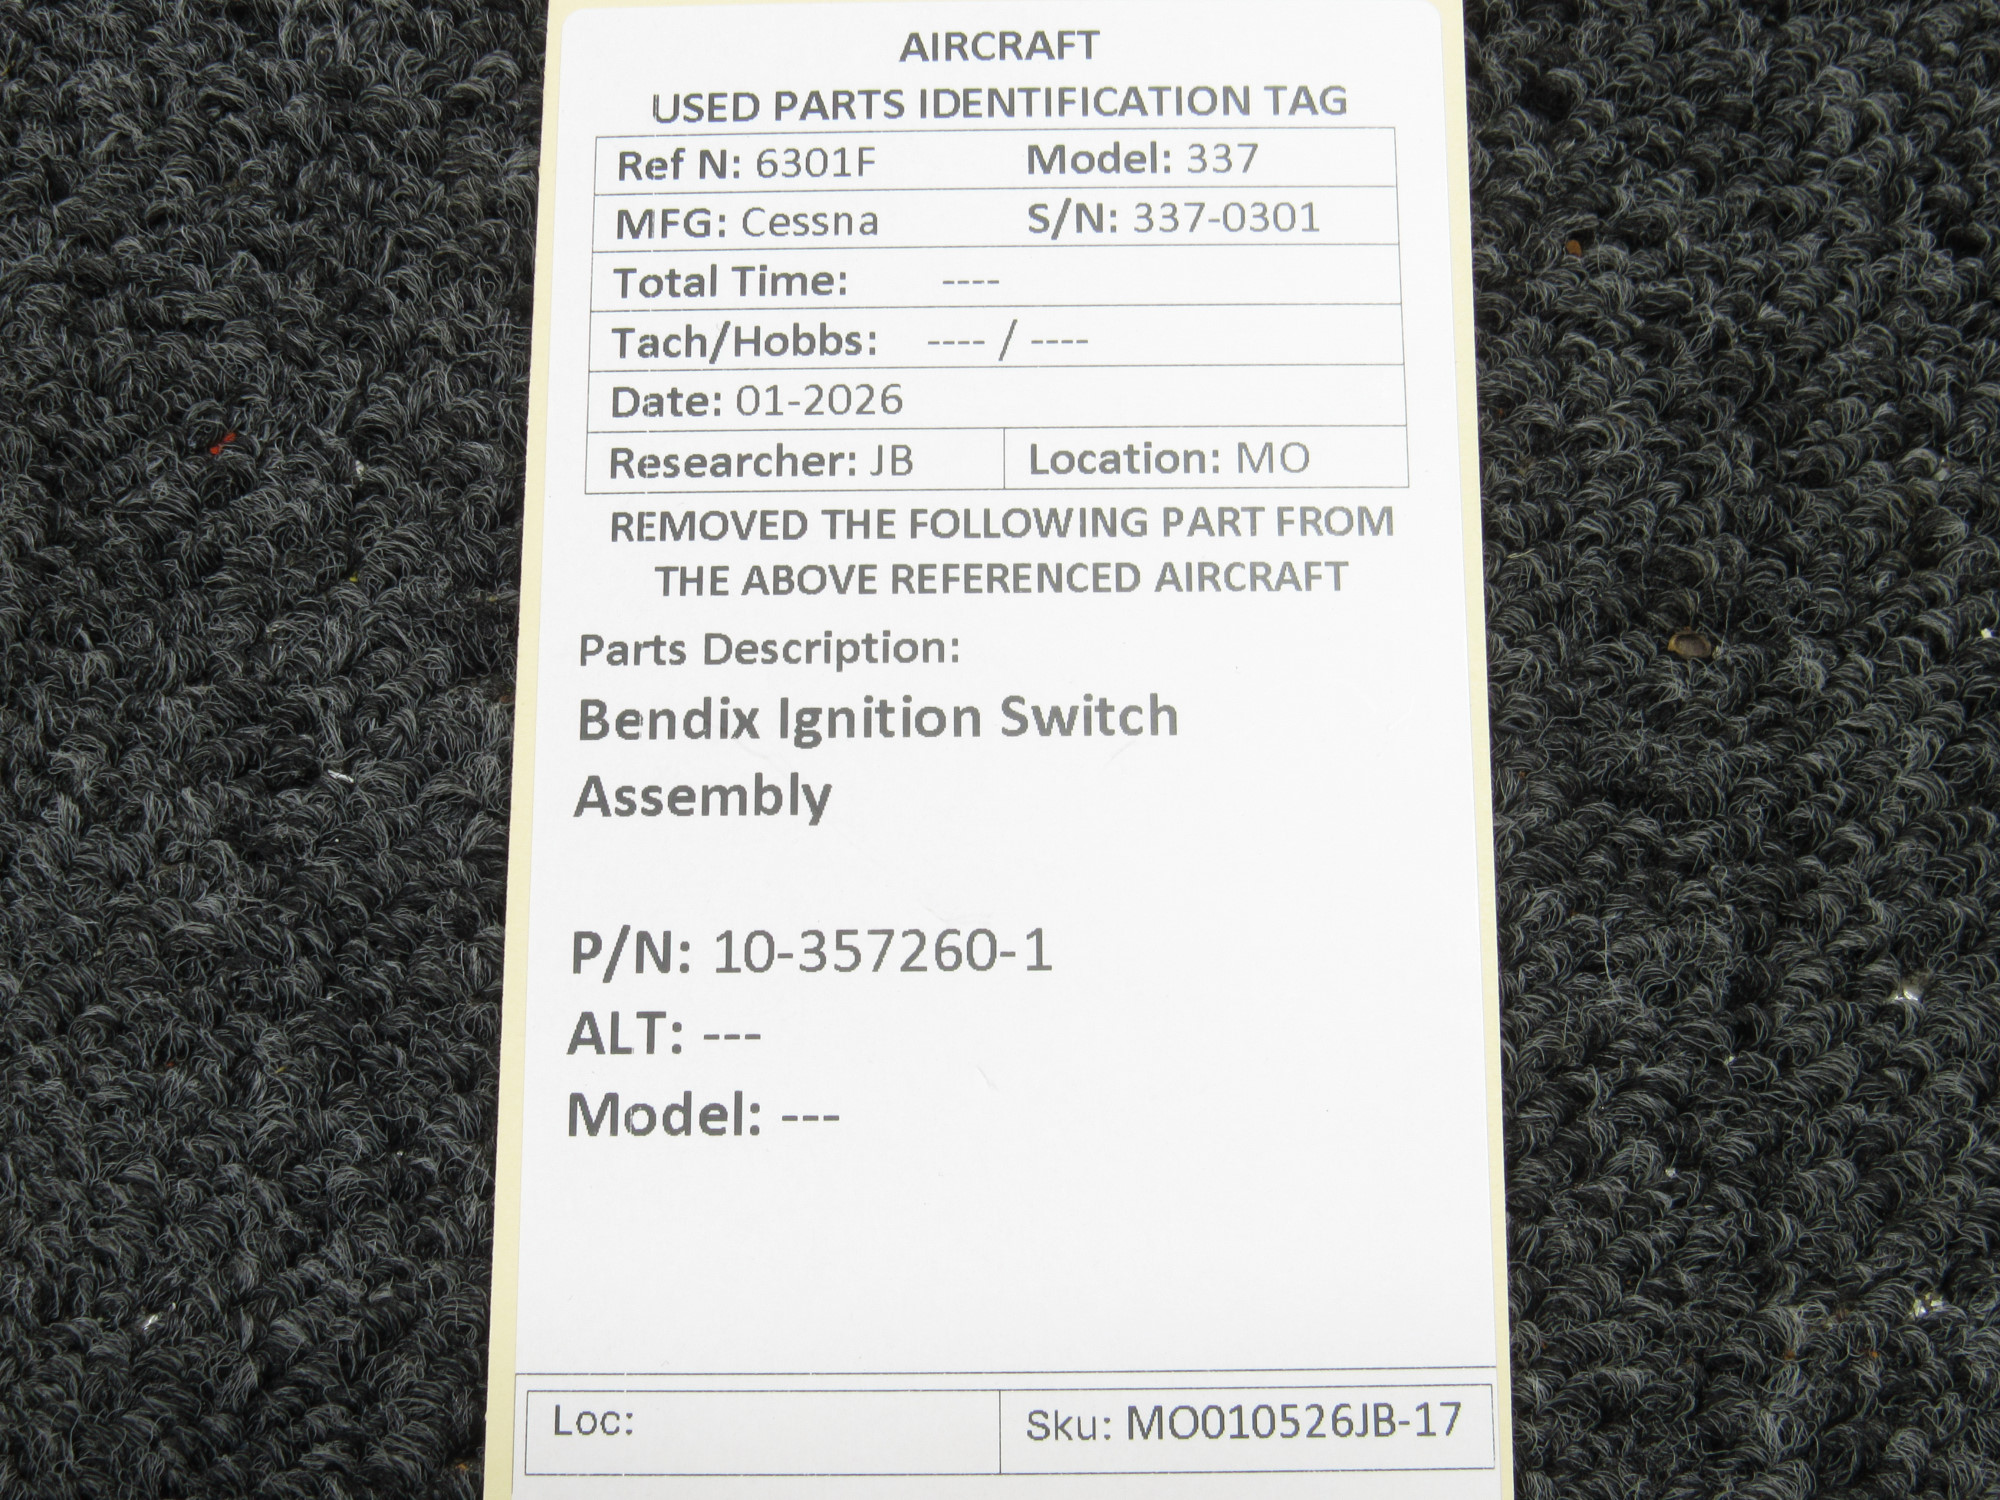 AIRCRAFT
USED PARTS IDENTIFICATION TAG
Ref N: 6301F Model: 337
MFG: Cessna S/N: 337-0301
Total Time: ----
Tach/Hobbs: ---- / ----
Date: 01-2026
Researcher: JB Location: MO
REMOVED THE FOLLOWING PART FROM
THE ABOVE REFERENCED AIRCRAFT
Parts Description:
Bendix Ignition Switch
Assembly
P/N: 10-357260-1
ALT: ---
Model: ---
Loc: Sku: MO010526JB-17